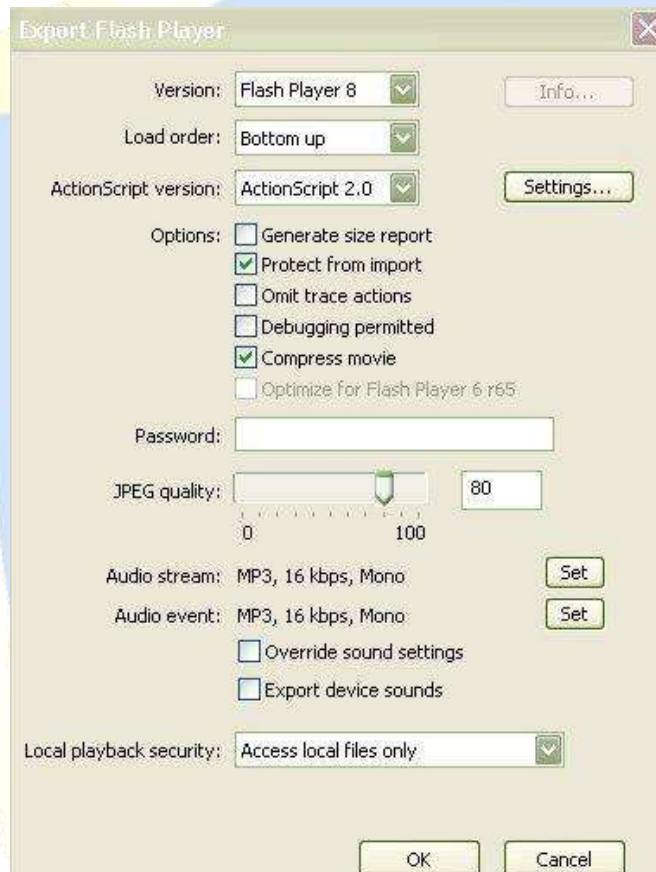 Export Flash Player
Version: Flash Player 8 Info...
Load order: Bottom up
ActionScript version: ActionScript 2.0 Settings...
Options: Generate size report
Protect from import
Omit trace actions
Debugging permitted
Compress movie
Optimize for Flash Player 6 r65
Password:
JPEG quality: 80
0 100
Audio stream: MP3, 16 kbps, Mono Set
Audio event: MP3, 16 kbps, Mono Set
Override sound settings
Export device sounds
Local playback security: Access local files only
OK Cancel